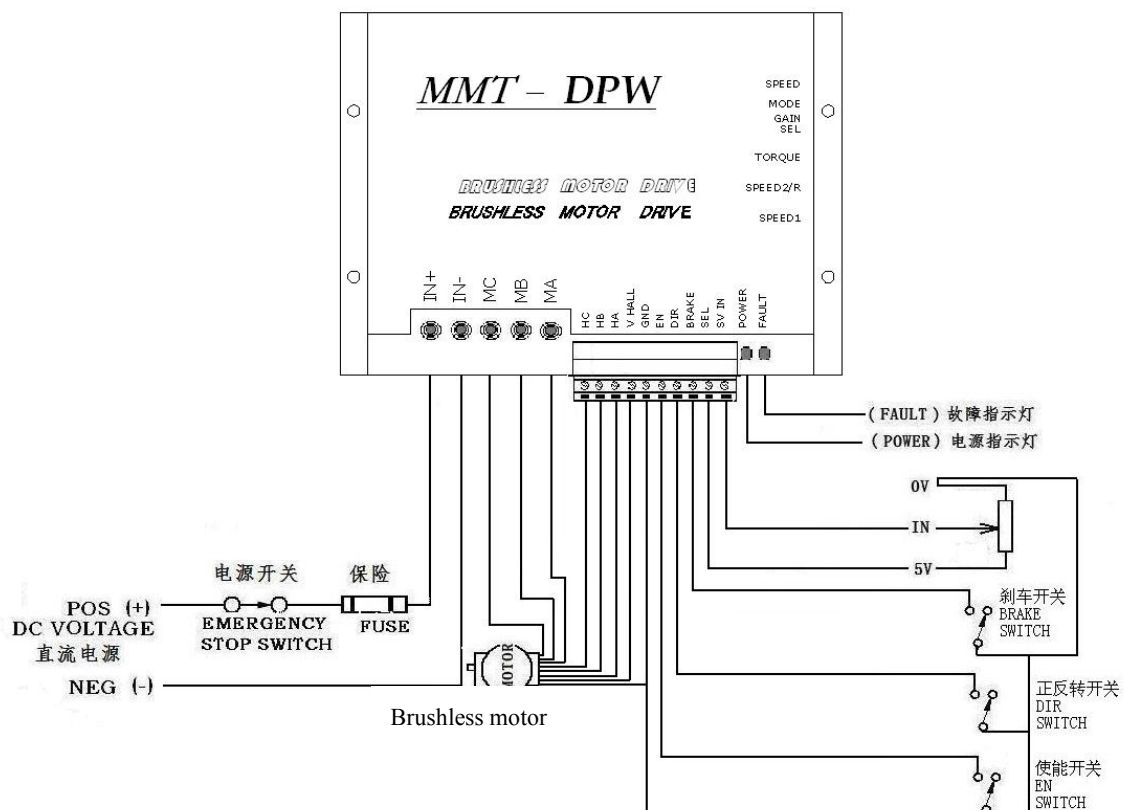 MMT - DPW
SPEED
MODE
GAIN
SEL
TORQUE
SPEED2/R
SPEED1
BRUSHLESS MOTOR DRIVE
BRUSHLESS MOTOR DRIVE
IN+
IN-
MC
MB
MA
HC
HB
HA
V HALL
GND
EN
DIR
BRAKE
SEL
SV IN
POWER
FAULT
(FAULT) 故障指示灯
(POWER) 电源指示灯
0V
IN
5V
电源开关
保险
POS (+)
DC VOLTAGE
直流电源
NEG (-)
EMERGENCY
STOP SWITCH
FUSE
MOTOR
Brushless motor
刹车开关
BRAKE
SWITCH
正反转开关
DIR
SWITCH
使能开关
EN
SWITCH